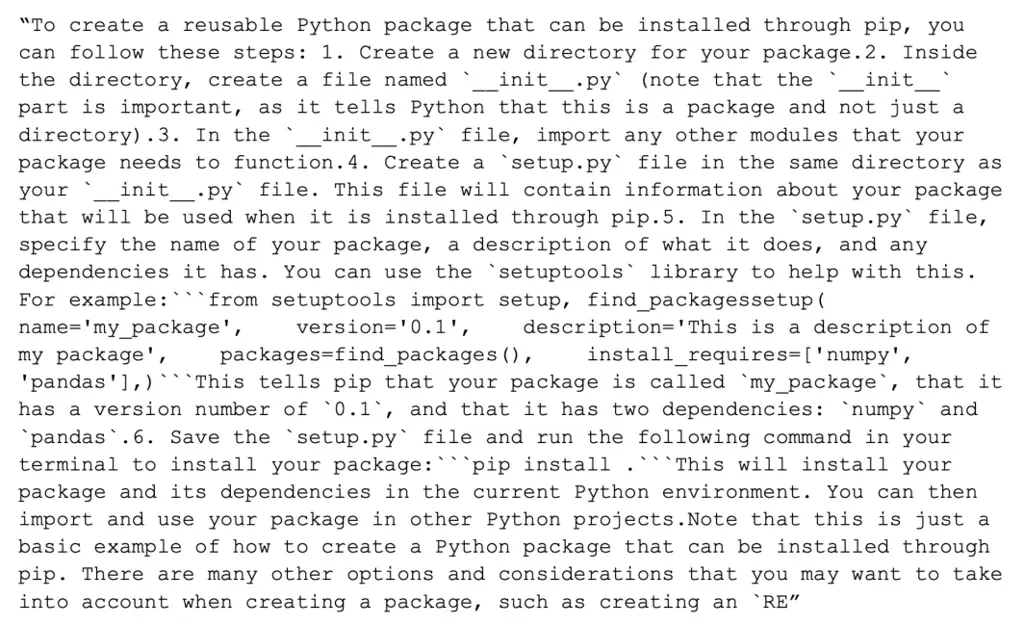 “To create a reusable Python package that can be installed through pip, you
can follow these steps: 1. Create a new directory for your package.2. Inside
the directory, create a file named `__init__.py` (note that the `__init__`
part is important, as it tells Python that this is a package and not just a
directory).3. In the `__init__.py` file, import any other modules that your
package needs to function.4. Create a `setup.py` file in the same directory as
your `__init__.py` file. This file will contain information about your package
that will be used when it is installed through pip.5. In the `setup.py` file,
specify the name of your package, a description of what it does, and any
dependencies it has. You can use the `setuptools` library to help with this.
For example:```from setuptools import setup, find_packagessetup(
name='my_package',    version='0.1',    description='This is a description of
my package',    packages=find_packages(),    install_requires=['numpy',
'pandas'],)```This tells pip that your package is called `my_package`, that it
has a version number of `0.1`, and that it has two dependencies: `numpy` and
`pandas`.6. Save the `setup.py` file and run the following command in your
terminal to install your package:```pip install .```This will install your
package and its dependencies in the current Python environment. You can then
import and use your package in other Python projects.Note that this is just a
basic example of how to create a Python package that can be installed through
pip. There are many other options and considerations that you may want to take
into account when creating a package, such as creating an `RE”